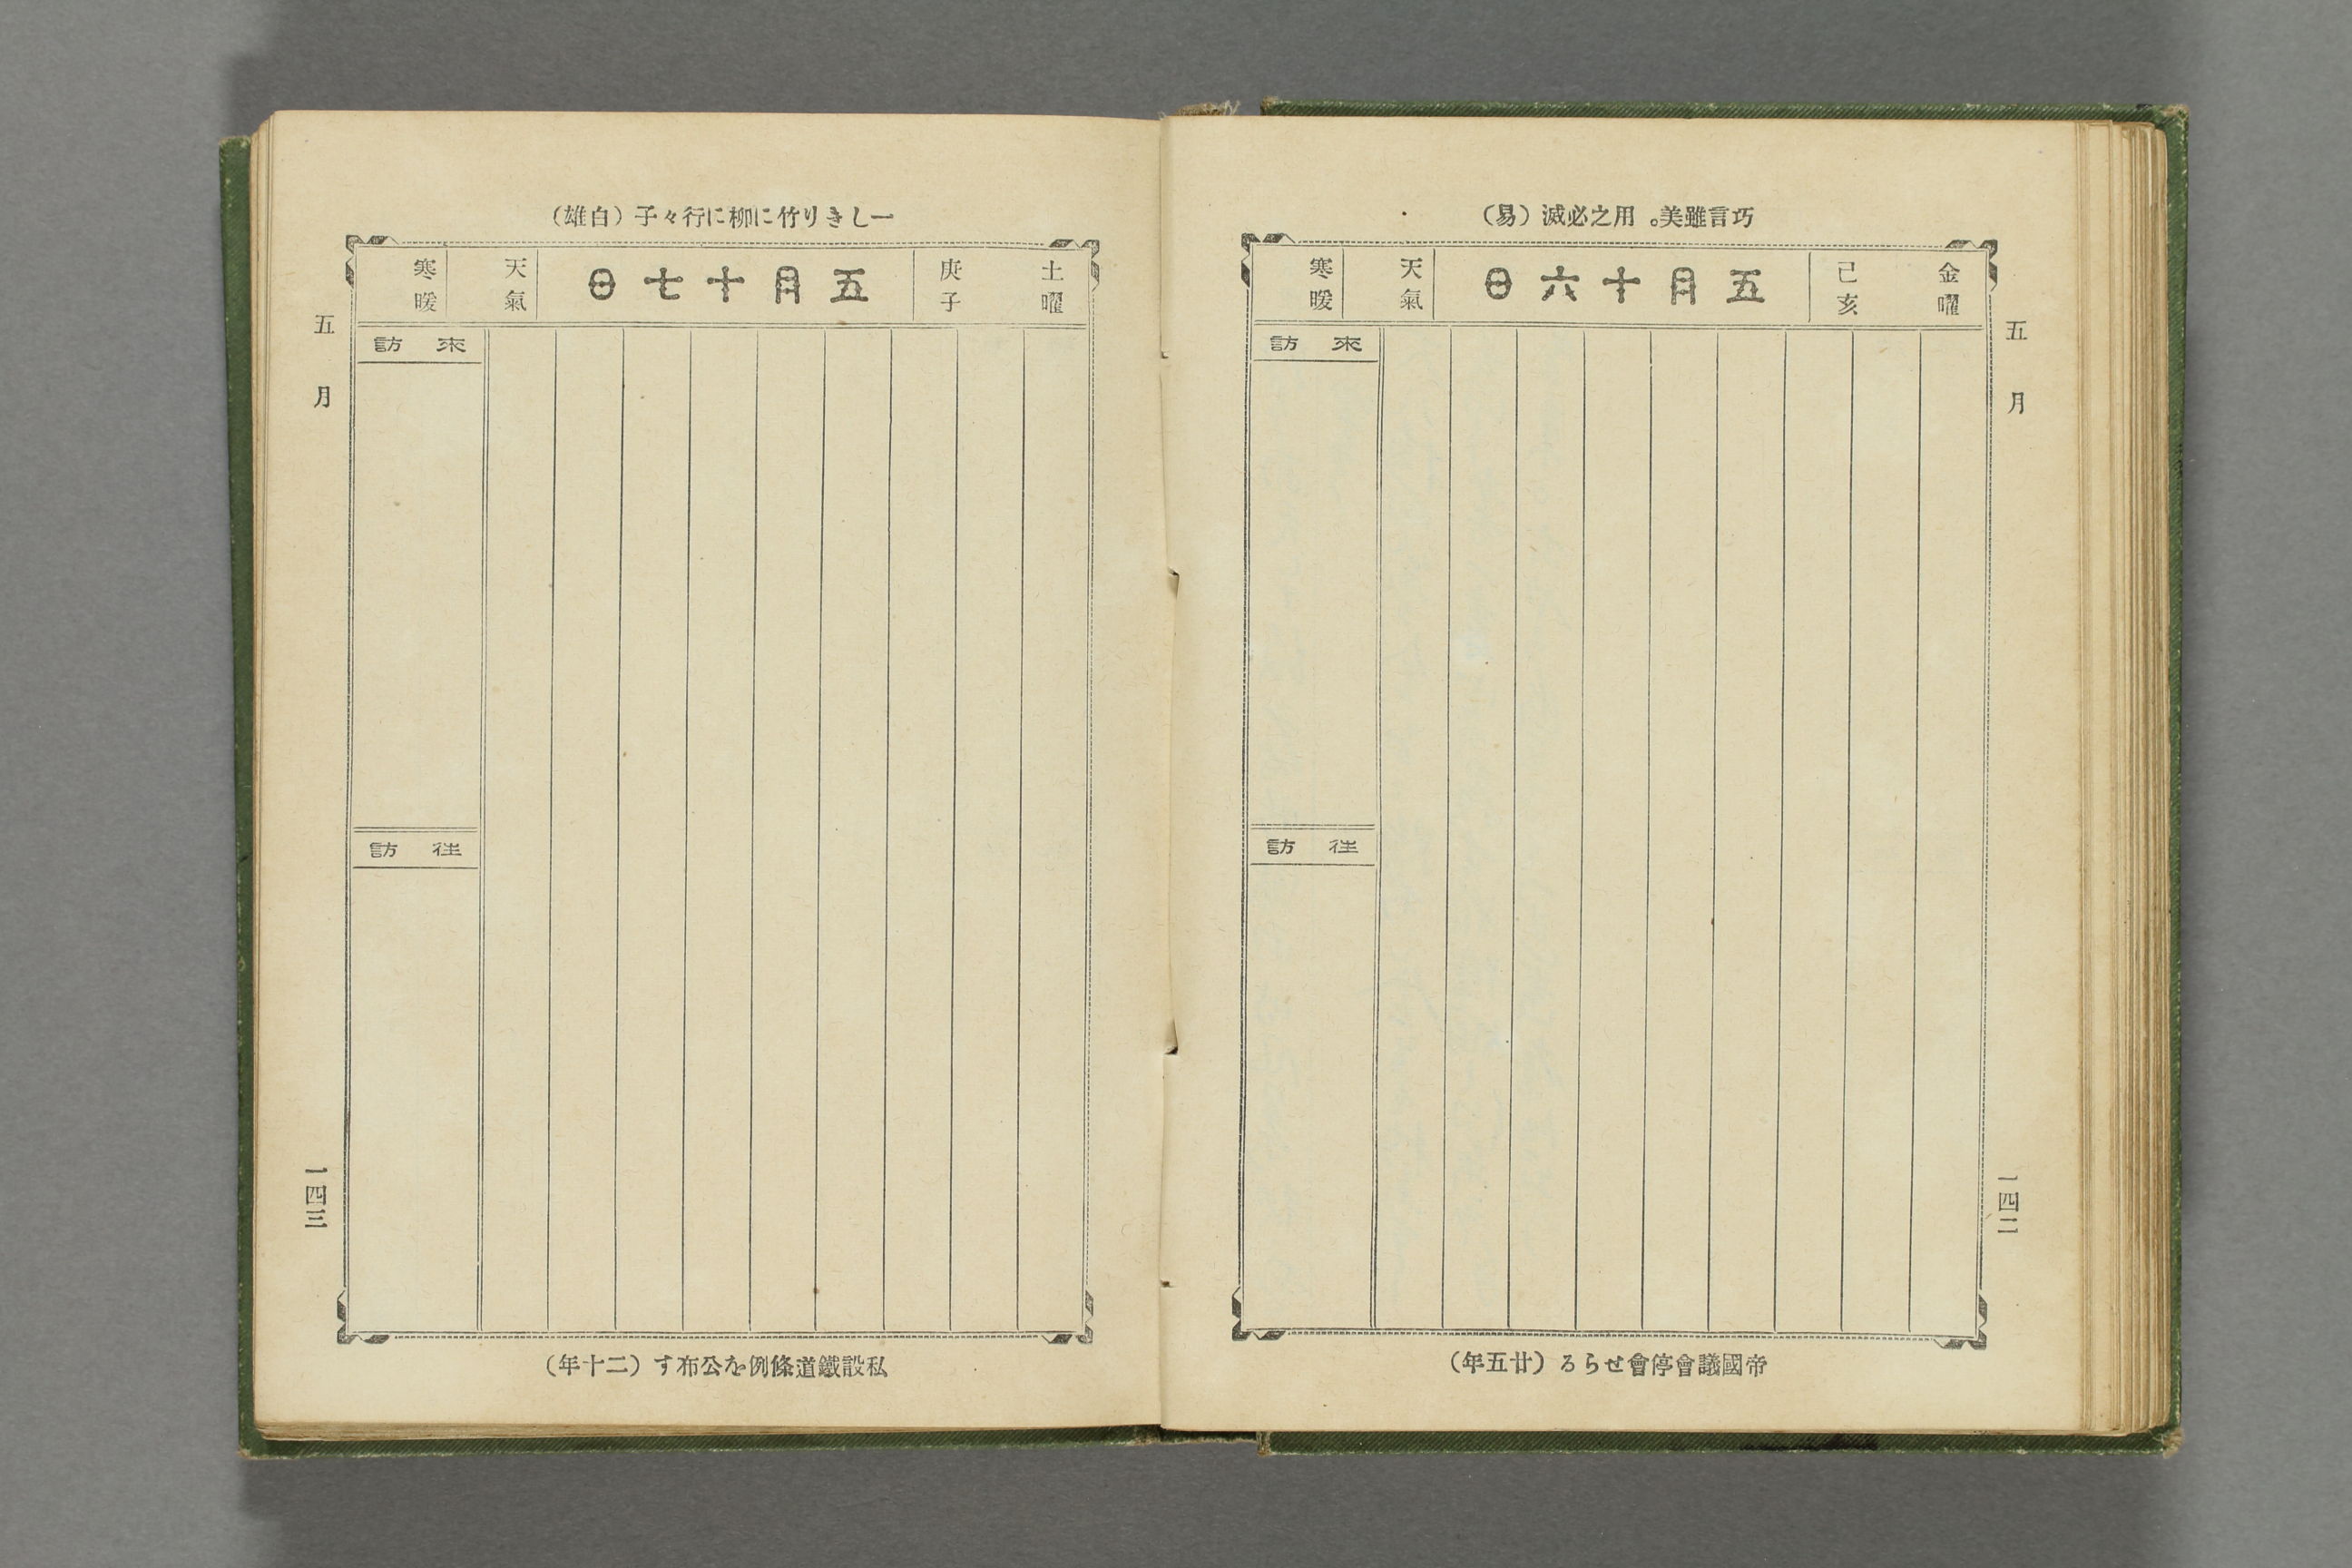 巧言雖美。用之必滅（易）
金曜
己亥
五月十六日
天氣
寒暖
來訪
往訪
帝國議會停會せらる（廿五年）
五月
一四二
一しきり竹に柳に行々子（白雄）
土曜
庚子
五月十七日
天氣
寒暖
來訪
往訪
私設鐵道條例を公布す（二十年）
五月
一四三